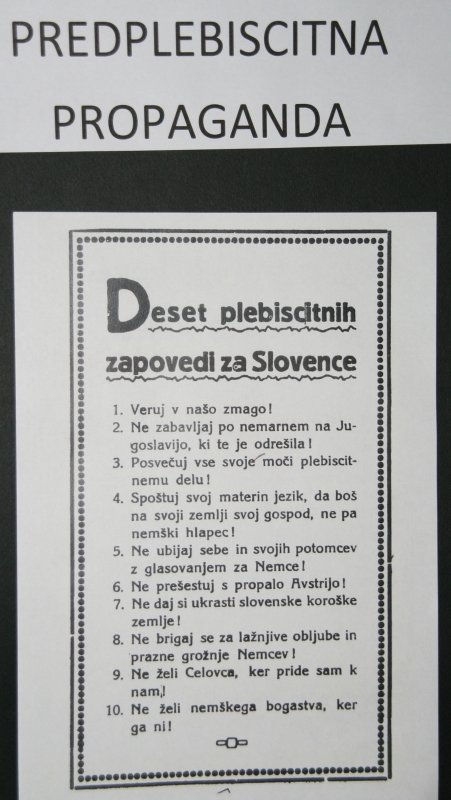 PREDPLEBISCITNA
PROPAGANDA
Deset plebiscitnih
zapovedi za Slovence
1. Veruj v našo zmago!
2. Ne zabavljaj po nemarnem na Ju-
goslavijo, ki te je odrešila!
3. Posvečuj vse svoje moči plebiscit-
nemu delu!
4. Spoštuj svoj materin jezik, da boš
na svoji zemlji svoj gospod, ne pa
nemški hlapec!
5. Ne ubijaj sebe in svojih potomcev
z glasovanjem za Nemce!
6. Ne prešestuj s propalo Avstrijo!
7. Ne daj si ukrasti slovenske koroške
zemlje!
8. Ne brigaj se za lažnjive obljube in
prazne grožnje Nemcev!
9. Ne želi Celovca, ker pride sam k
nam!
10. Ne želi nemškega bogastva, ker
ga ni!